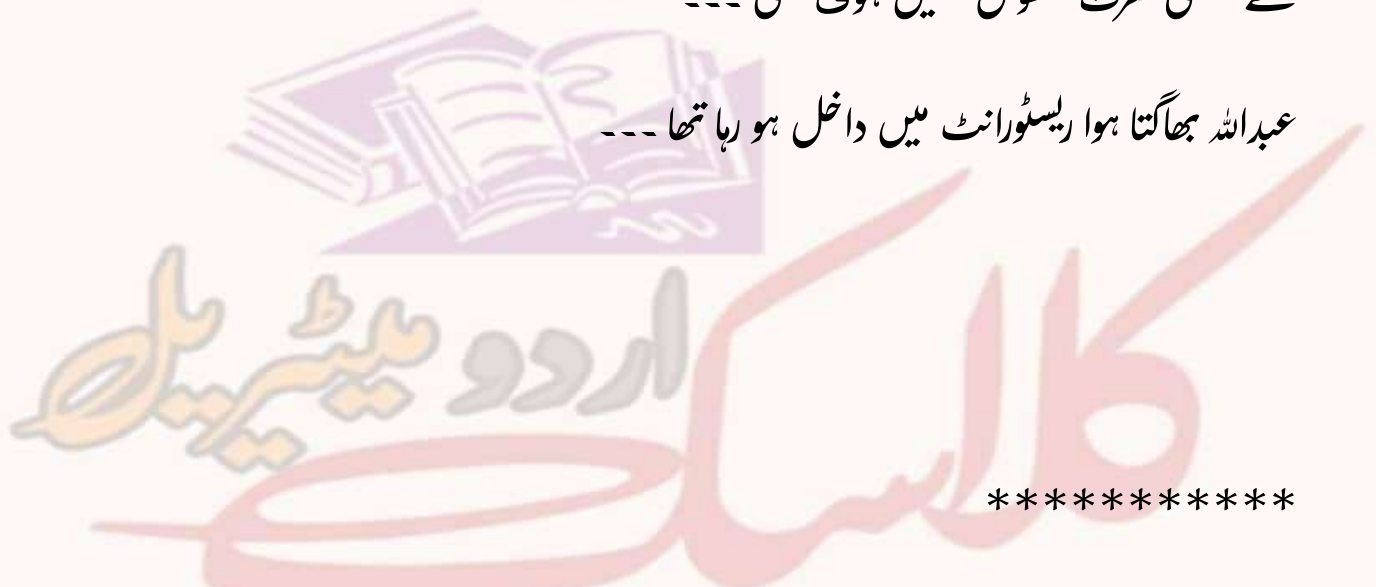 عبداللہ بھاگتا ہوا ریسٹورانٹ میں داخل ہو رہا تھا ---
کلاسک
اردو میٹیریل
***********